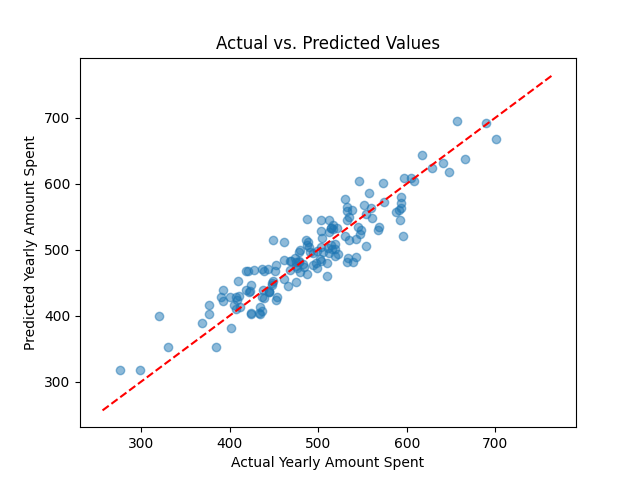 Actual vs. Predicted Values
Predicted Yearly Amount Spent
700
600
500
400
300
300 400 500 600 700
Actual Yearly Amount Spent